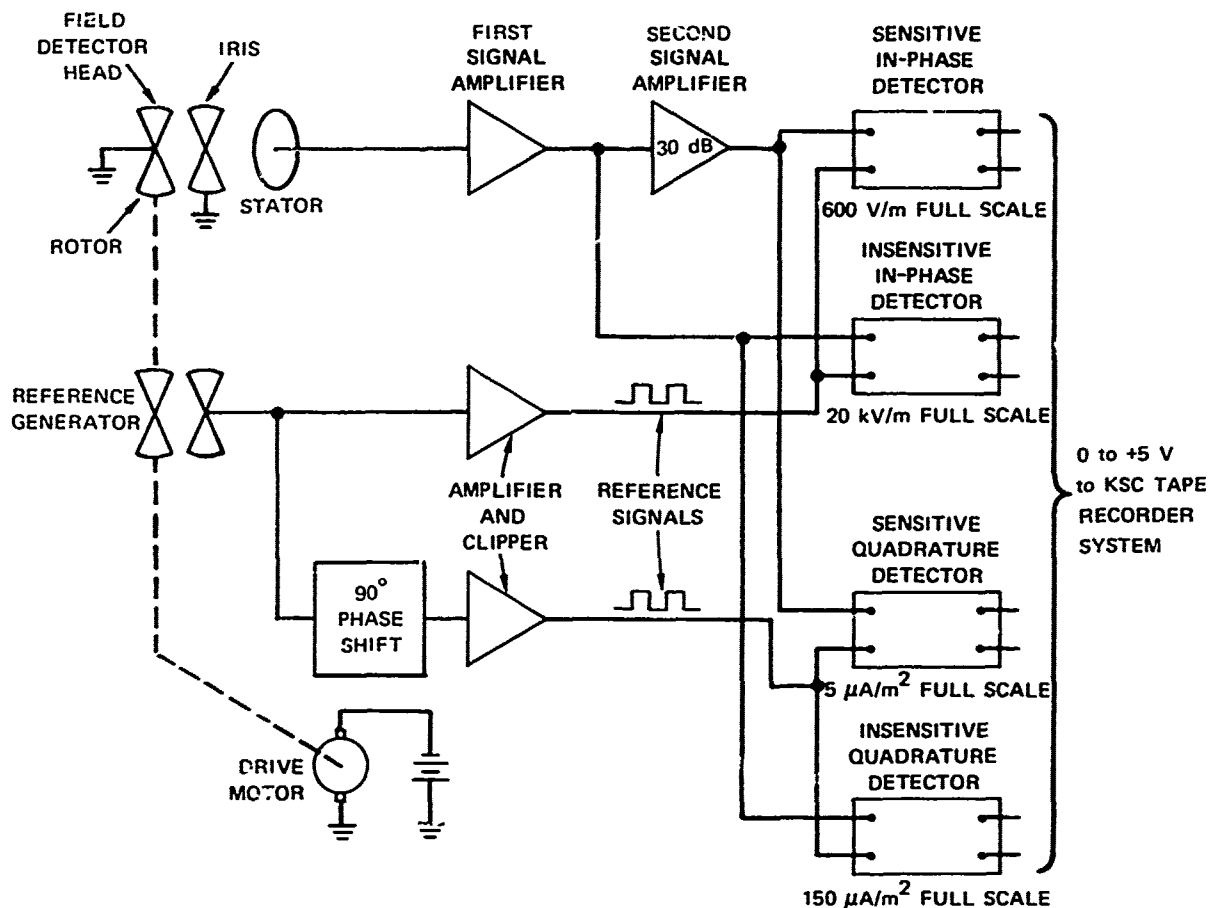 FIELD
DETECTOR
HEAD
IRIS
FIRST
SIGNAL
AMPLIFIER
SECOND
SIGNAL
AMPLIFIER
SENSITIVE
IN-PHASE
DETECTOR
30 dB
STATOR
ROTOR
600 V/m FULL SCALE
INSENSITIVE
IN-PHASE
DETECTOR
REFERENCE
GENERATOR
20 kV/m FULL SCALE
AMPLIFIER
AND
CLIPPER
REFERENCE
SIGNALS
0 to +5 V
to KSC TAPE
RECORDER
SYSTEM
SENSITIVE
QUADRATURE
DETECTOR
90°
PHASE
SHIFT
5 μA/m² FULL SCALE
DRIVE
MOTOR
INSENSITIVE
QUADRATURE
DETECTOR
150 μA/m² FULL SCALE